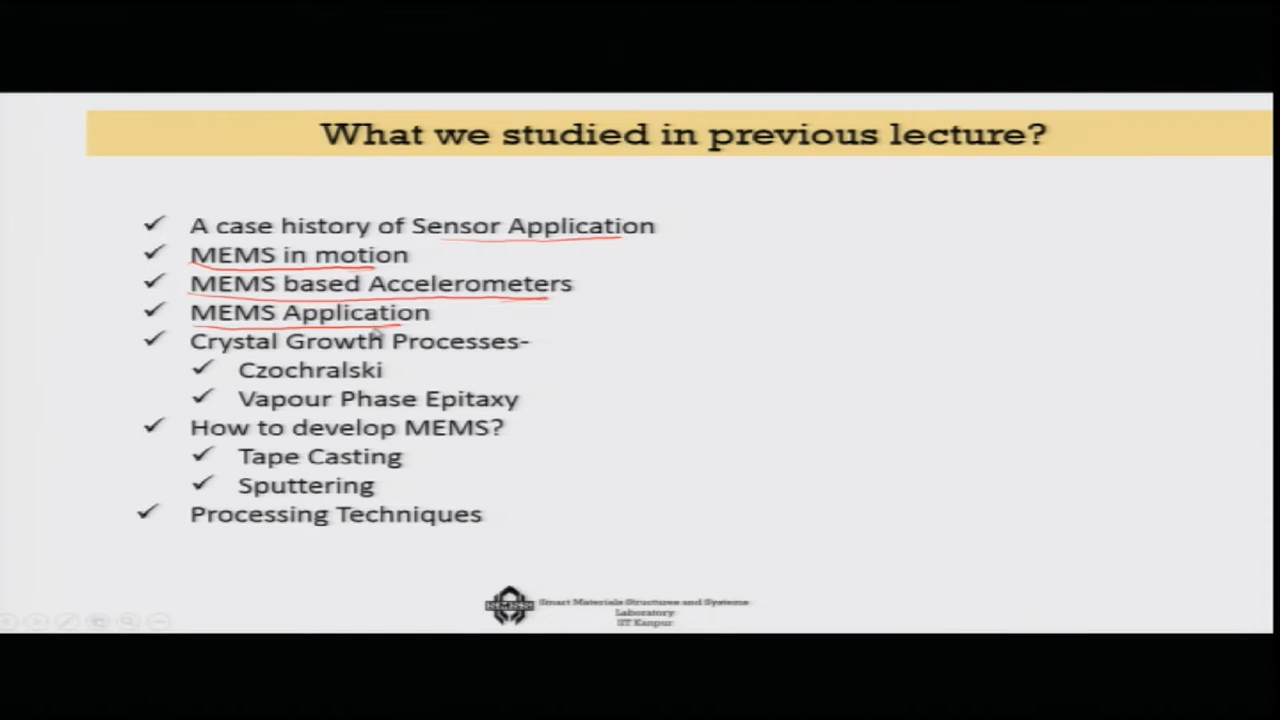 What we studied in previous lecture?
✓ A case history of Sensor Application
✓ MEMS in motion
✓ MEMS based Accelerometers
✓ MEMS Application
✓ Crystal Growth Processes-
✓ Czochralski
✓ Vapour Phase Epitaxy
✓ How to develop MEMS?
✓ Tape Casting
✓ Sputtering
✓ Processing Techniques
Smart Materials Structures and Systems
Laboratory
IIT Kanpur